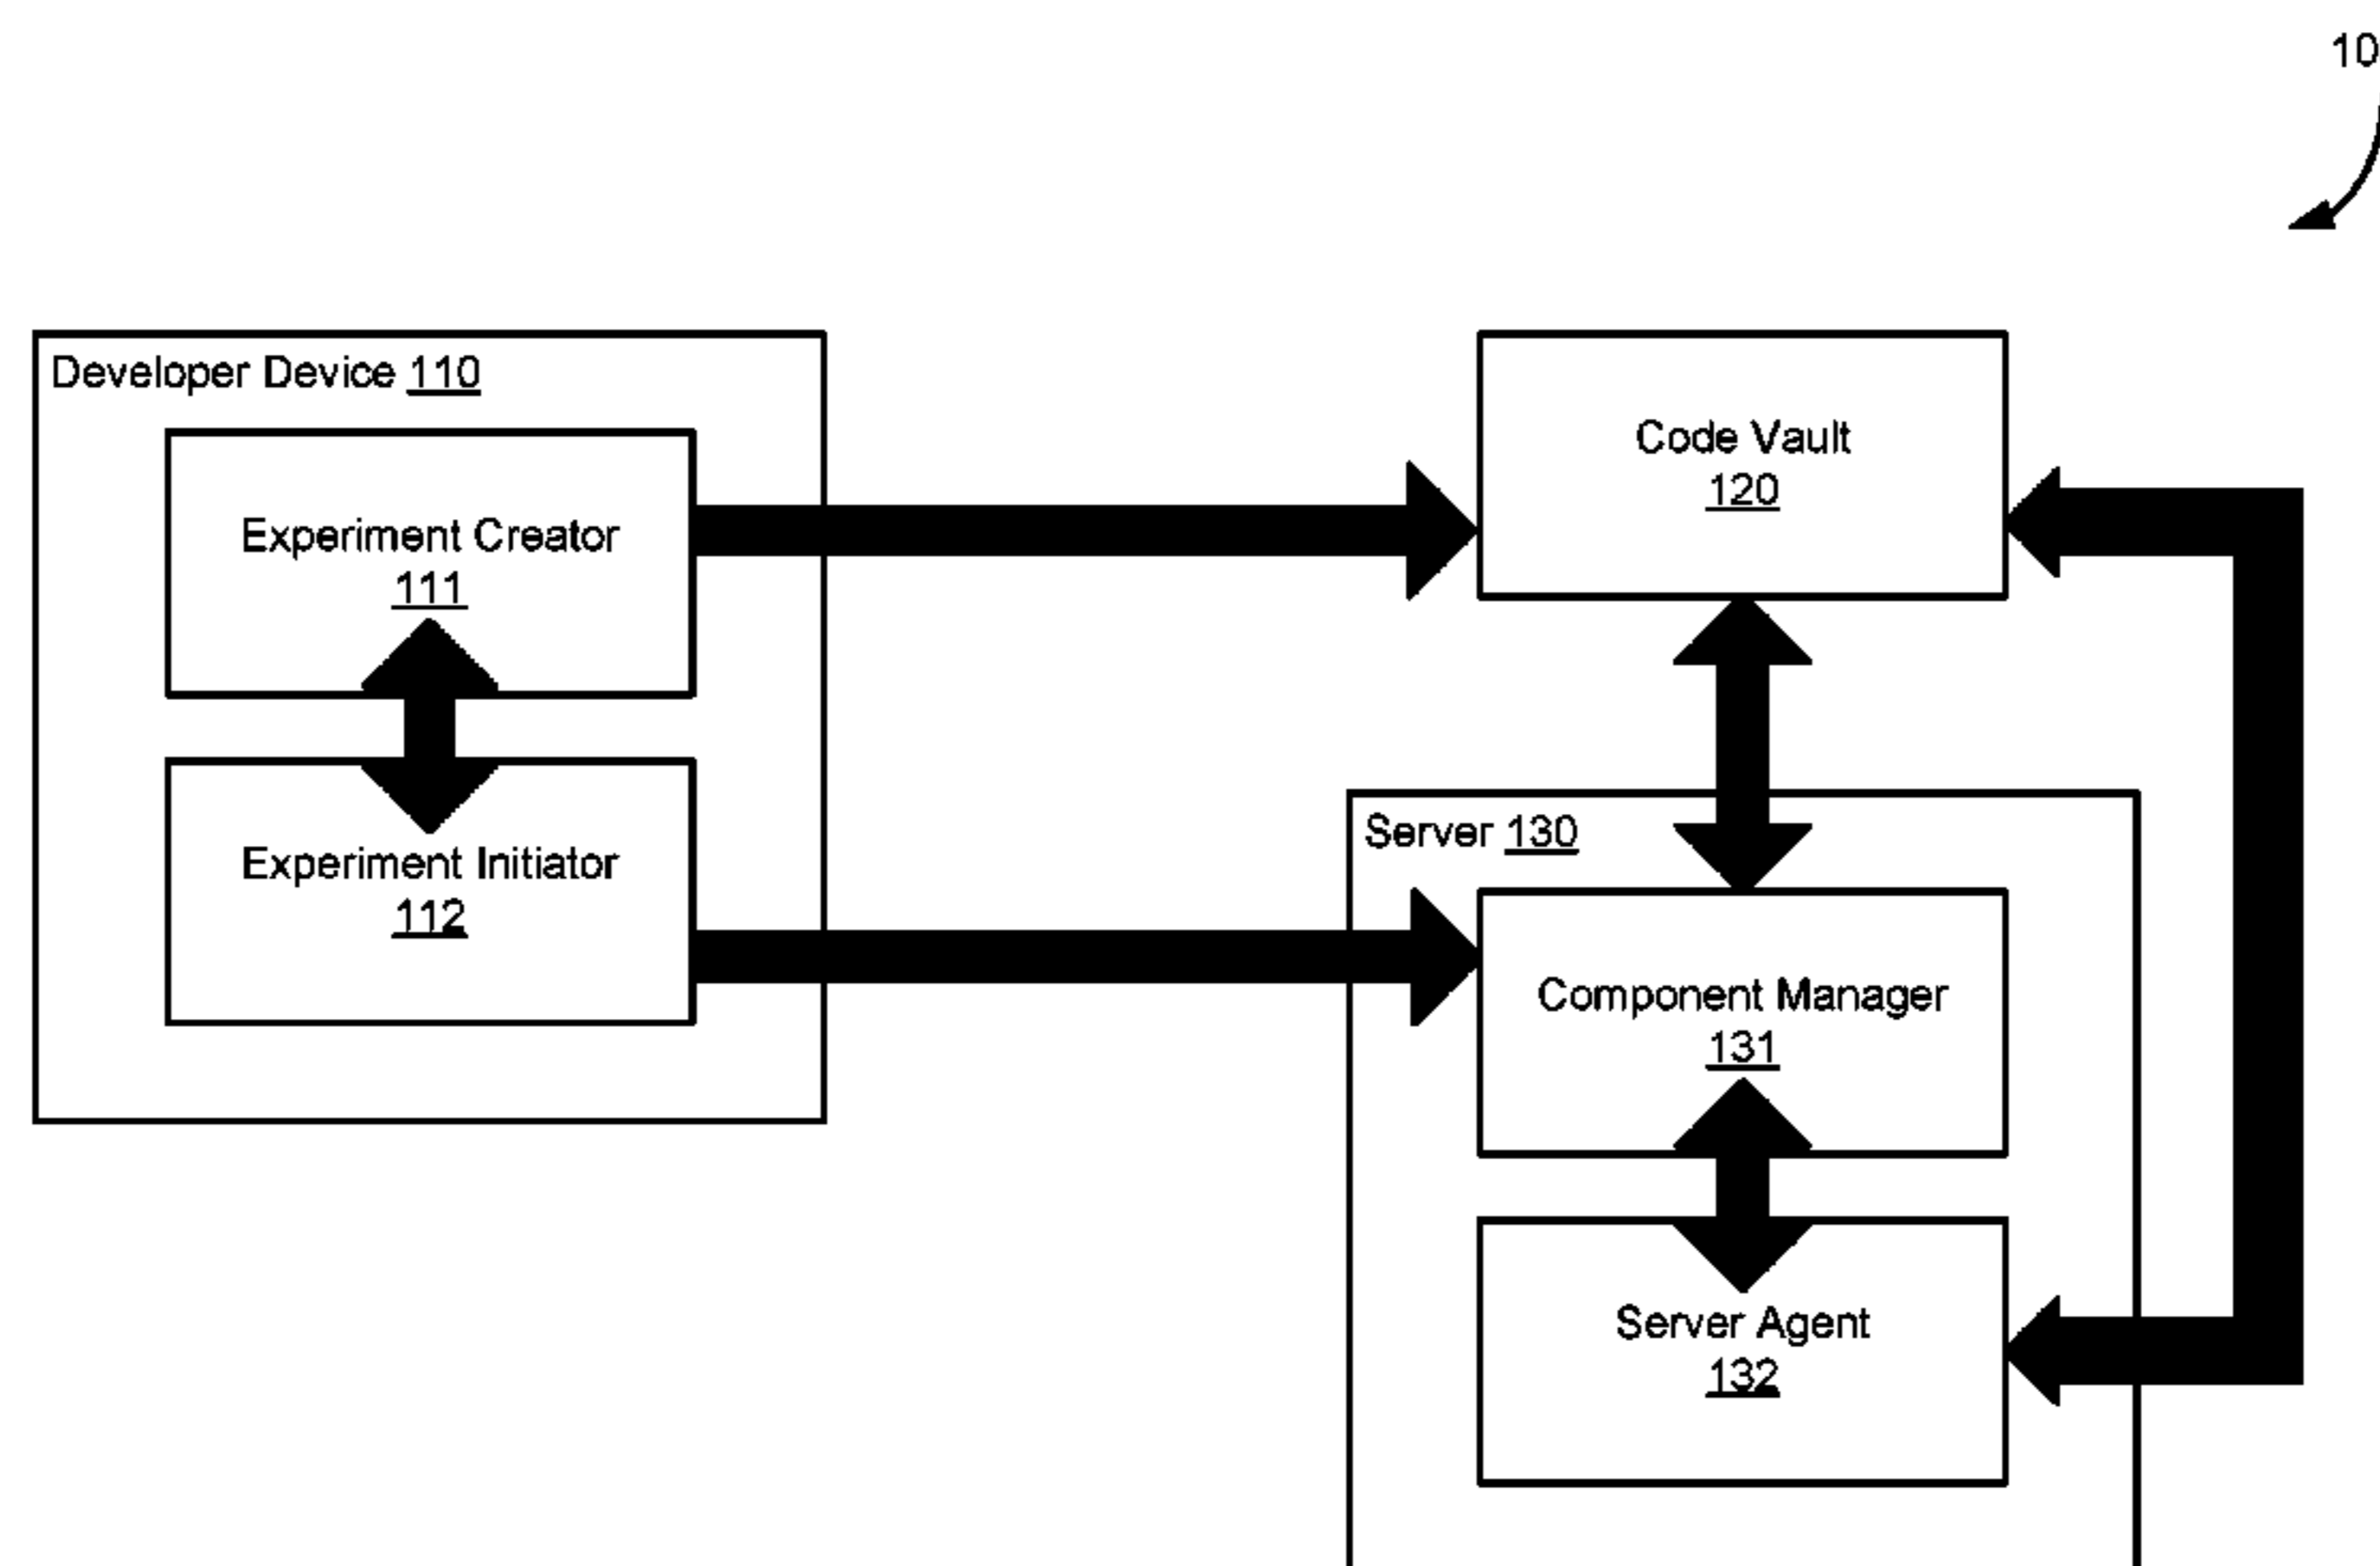 10
Developer Device 110
Experiment Creator
111
Experiment Initiator
112
Code Vault
120
Server 130
Component Manager
131
Server Agent
132